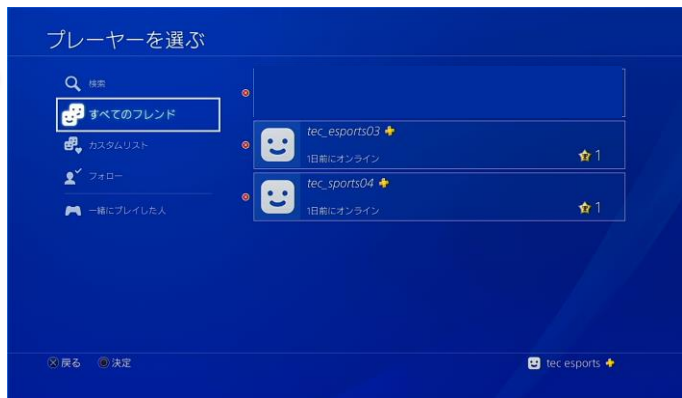 プレーヤーを選ぶ
検索
すべてのフレンド
カスタムリスト
フォロー
一緒にプレイした人
tec_esports03
1日前にオンライン
1
tec_sports04
1日前にオンライン
1
戻る 決定
tec esports